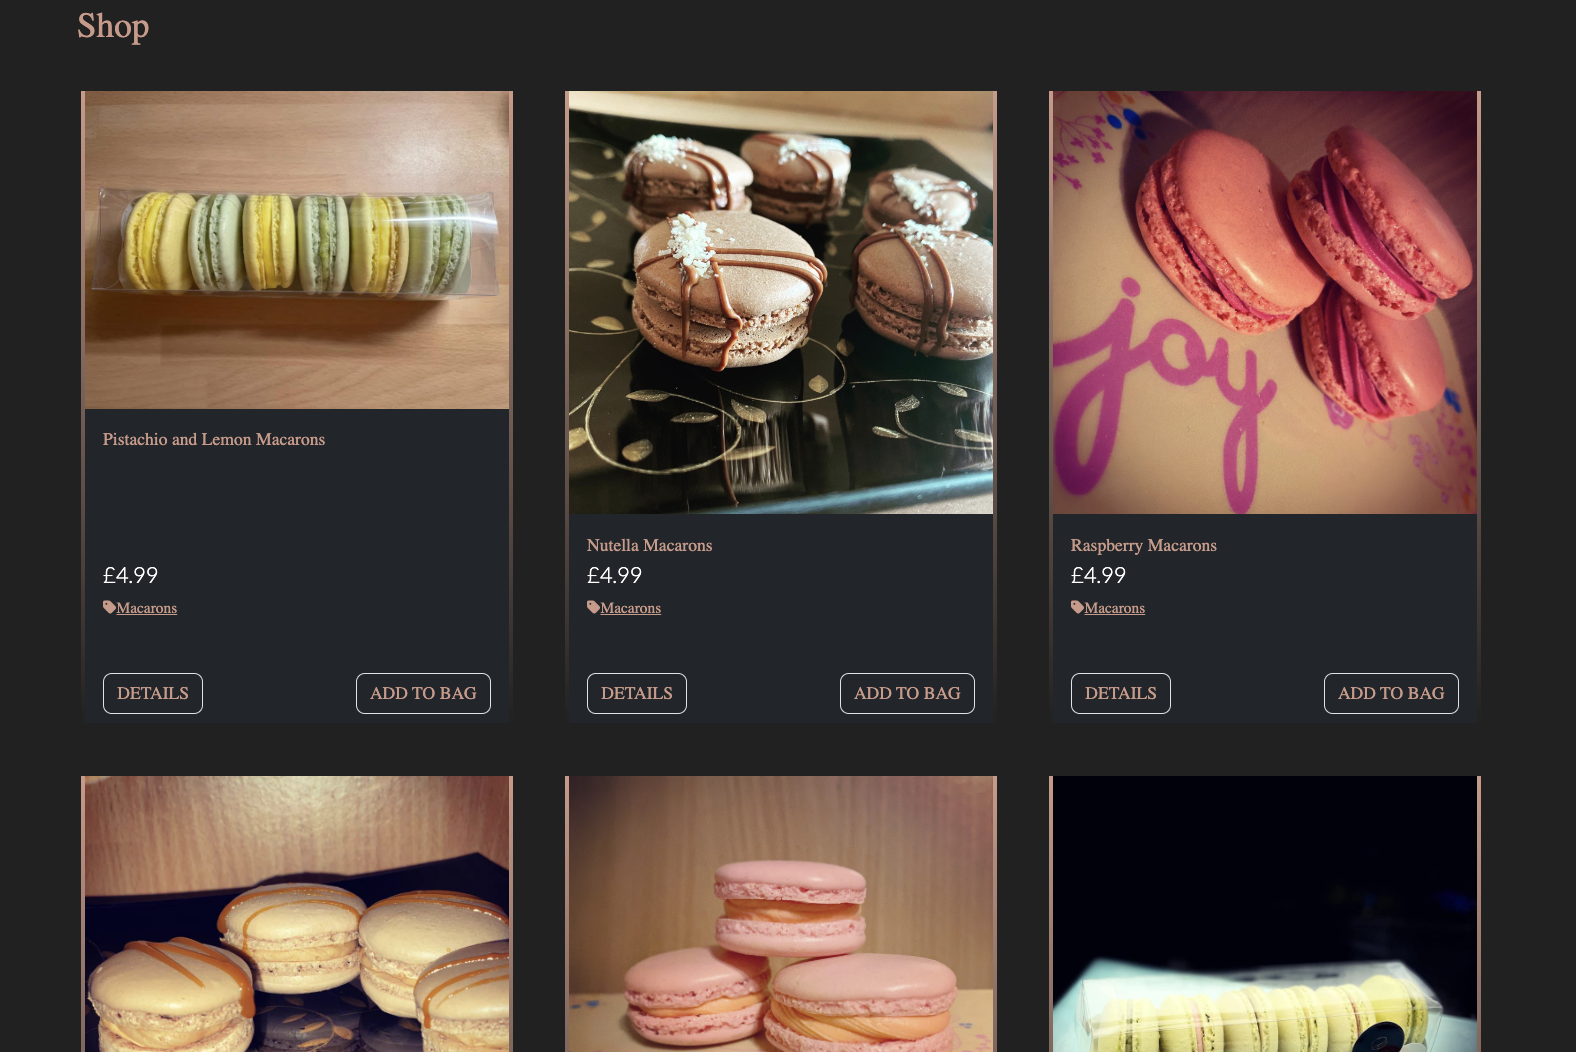 Shop
Pistachio and Lemon Macarons
£4.99
Macarons
DETAILS ADD TO BAG
joy
Nutella Macarons
£4.99
Macarons
DETAILS ADD TO BAG
Raspberry Macarons
£4.99
Macarons
DETAILS ADD TO BAG